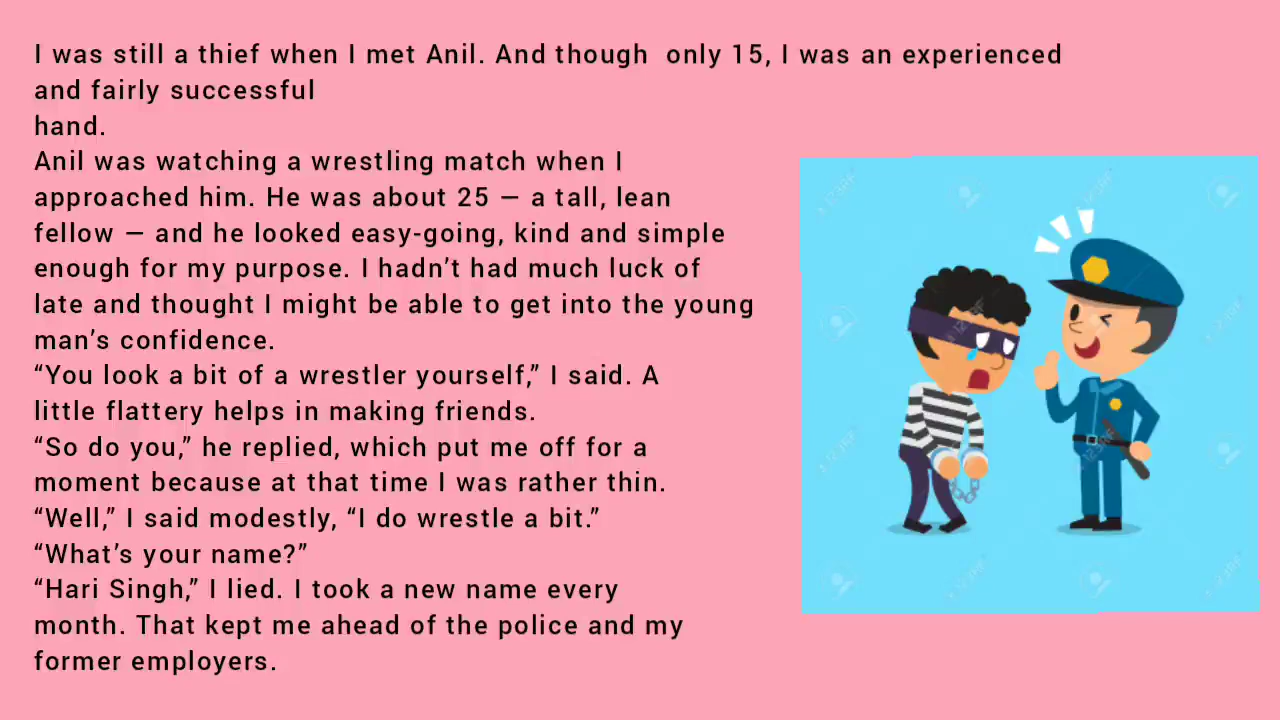 I was still a thief when I met Anil. And though only 15, I was an experienced
and fairly successful
hand.
Anil was watching a wrestling match when I
approached him. He was about 25 — a tall, lean
fellow — and he looked easy-going, kind and simple
enough for my purpose. I hadn’t had much luck of
late and thought I might be able to get into the young
man’s confidence.
“You look a bit of a wrestler yourself,” I said. A
little flattery helps in making friends.
“So do you,” he replied, which put me off for a
moment because at that time I was rather thin.
“Well,” I said modestly, “I do wrestle a bit.”
“What’s your name?”
“Hari Singh,” I lied. I took a new name every
month. That kept me ahead of the police and my
former employers.
123RF